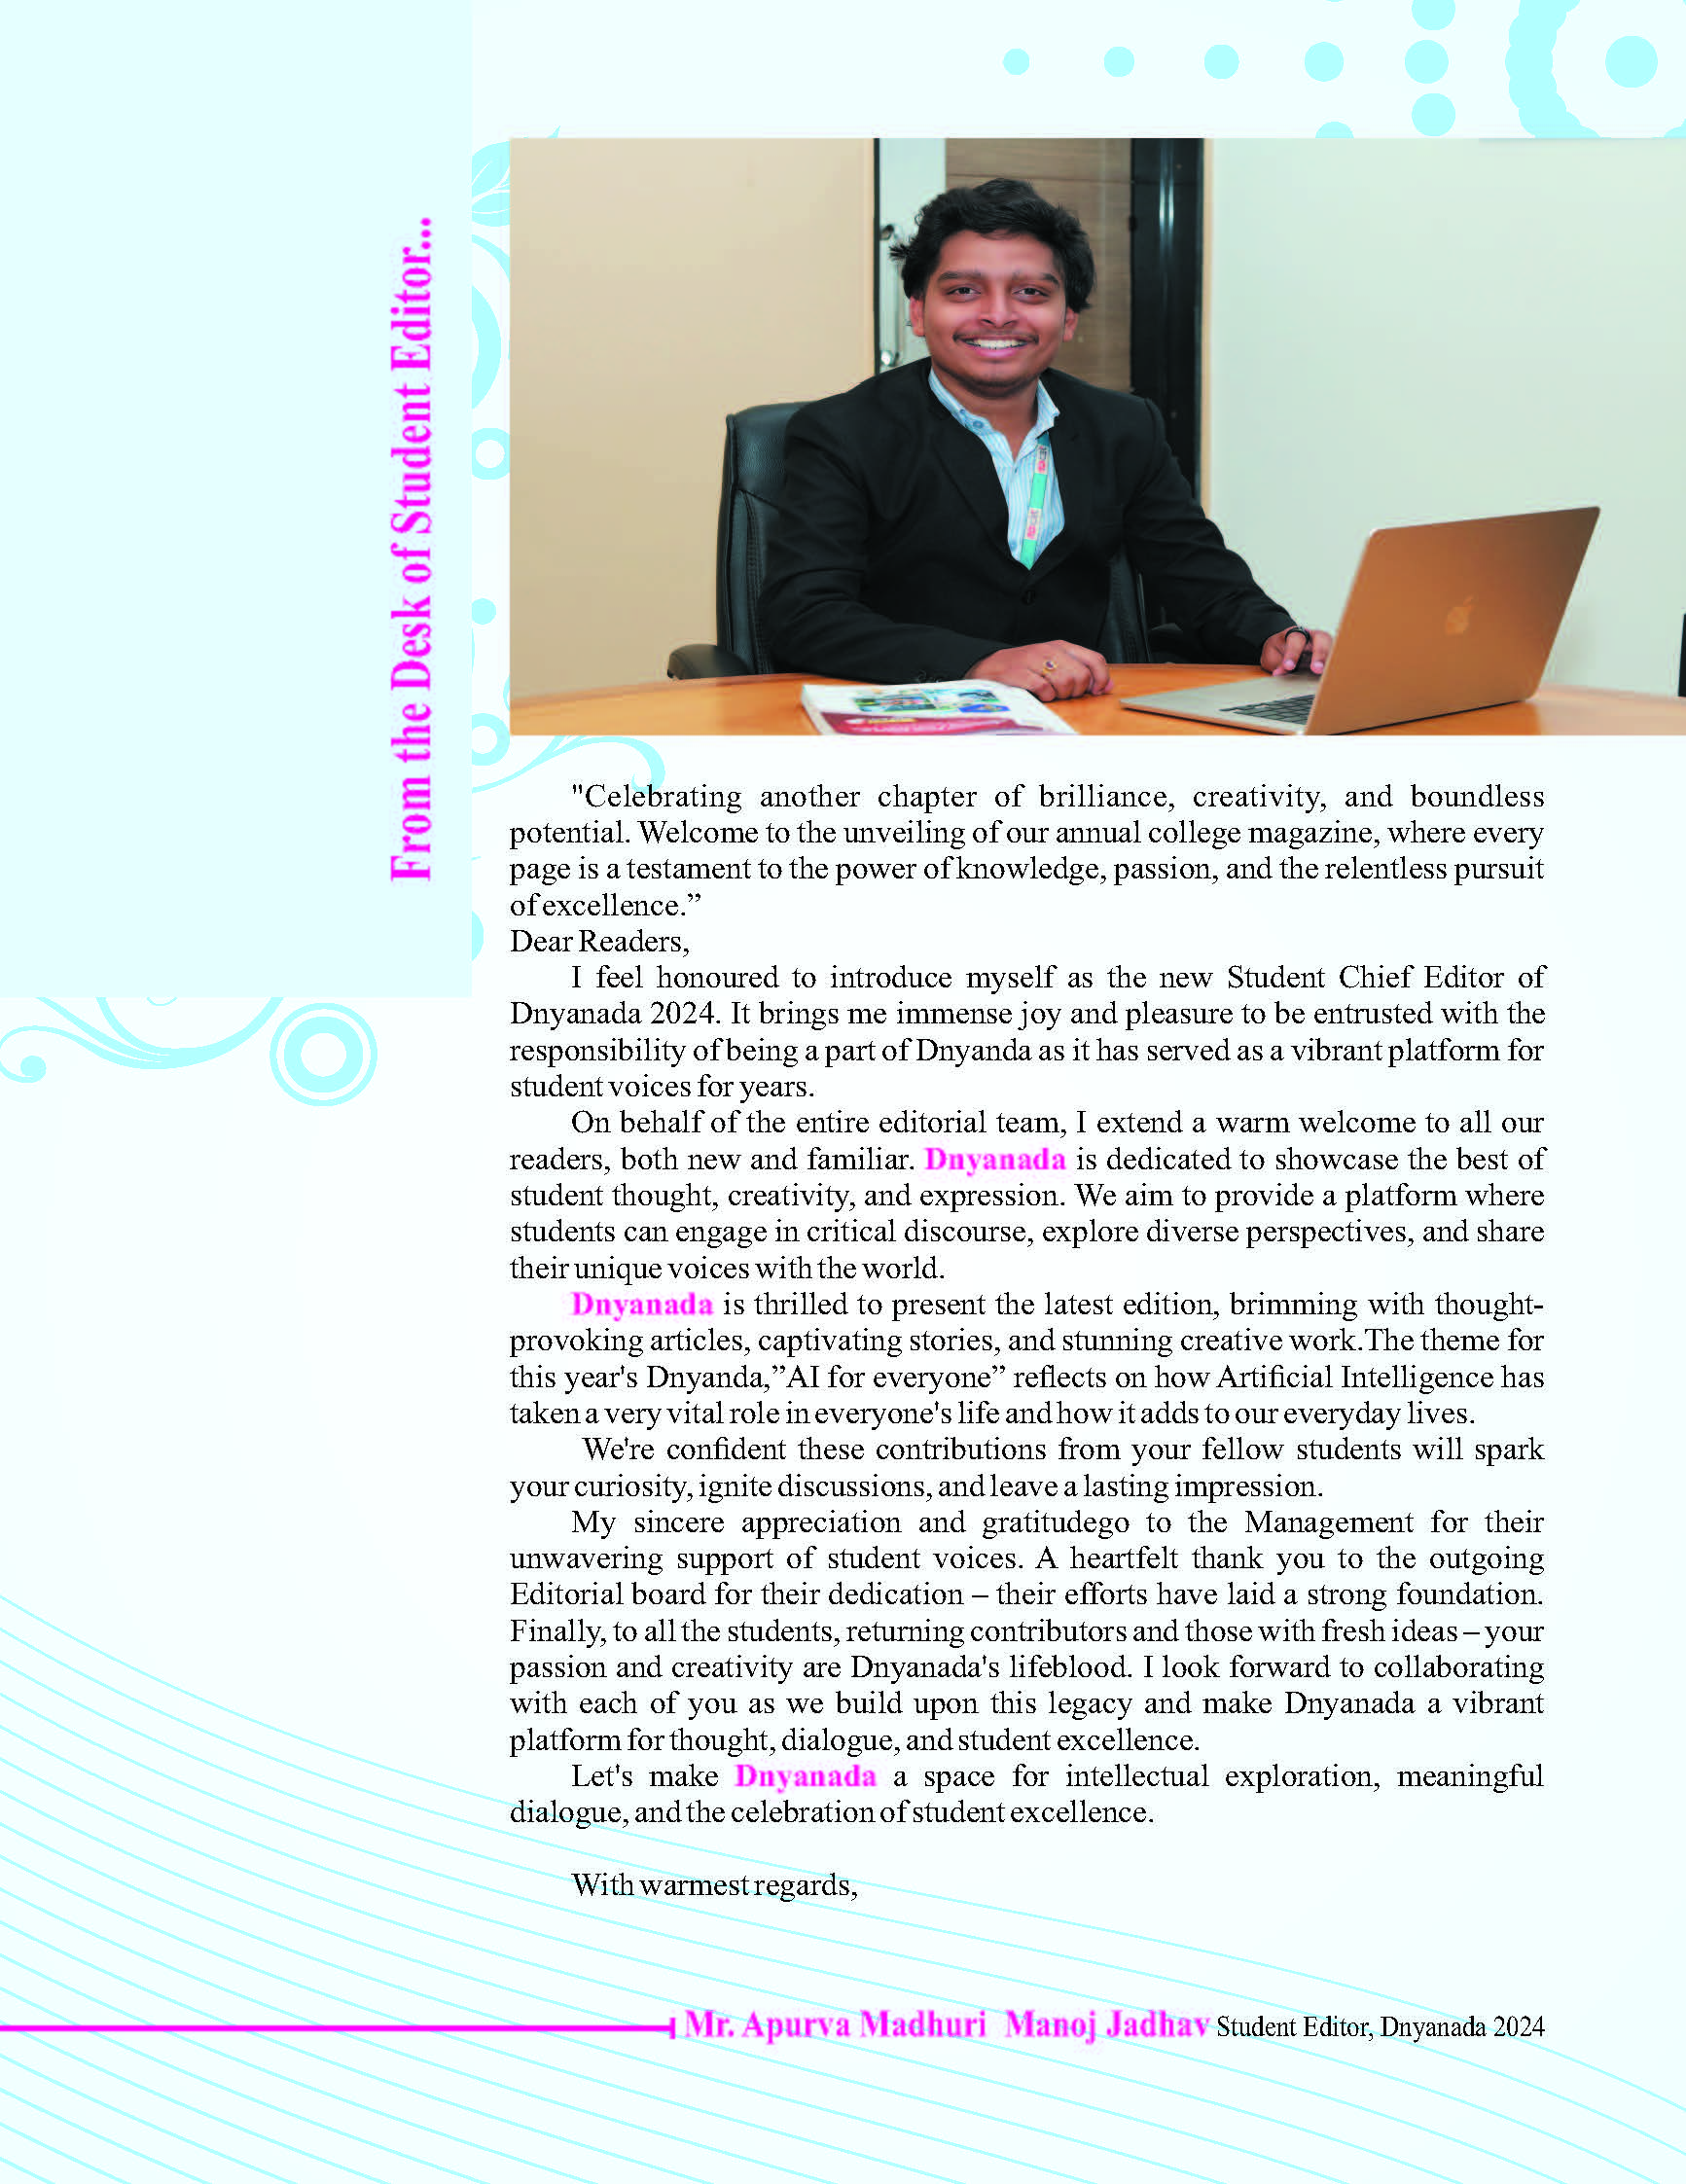 From the Desk of Student Editor...
"Celebrating another chapter of brilliance, creativity, and boundless
potential. Welcome to the unveiling of our annual college magazine, where every
page is a testament to the power of knowledge, passion, and the relentless pursuit
of excellence.”
Dear Readers,
I feel honoured to introduce myself as the new Student Chief Editor of
Dnyanada 2024. It brings me immense joy and pleasure to be entrusted with the
responsibility of being a part of Dnyanda as it has served as a vibrant platform for
student voices for years.
On behalf of the entire editorial team, I extend a warm welcome to all our
readers, both new and familiar. Dnyanada is dedicated to showcase the best of
student thought, creativity, and expression. We aim to provide a platform where
students can engage in critical discourse, explore diverse perspectives, and share
their unique voices with the world.
Dnyanada is thrilled to present the latest edition, brimming with thought-
provoking articles, captivating stories, and stunning creative work.The theme for
this year's Dnyanda,”AI for everyone” reflects on how Artificial Intelligence has
taken a very vital role in everyone's life and how it adds to our everyday lives.
We're confident these contributions from your fellow students will spark
your curiosity, ignite discussions, and leave a lasting impression.
My sincere appreciation and gratitudego to the Management for their
unwavering support of student voices. A heartfelt thank you to the outgoing
Editorial board for their dedication – their efforts have laid a strong foundation.
Finally, to all the students, returning contributors and those with fresh ideas – your
passion and creativity are Dnyanada's lifeblood. I look forward to collaborating
with each of you as we build upon this legacy and make Dnyanada a vibrant
platform for thought, dialogue, and student excellence.
Let's make Dnyanada a space for intellectual exploration, meaningful
dialogue, and the celebration of student excellence.
With warmest regards,
Mr. Apurva Madhuri Manoj Jadhav Student Editor, Dnyanada 2024